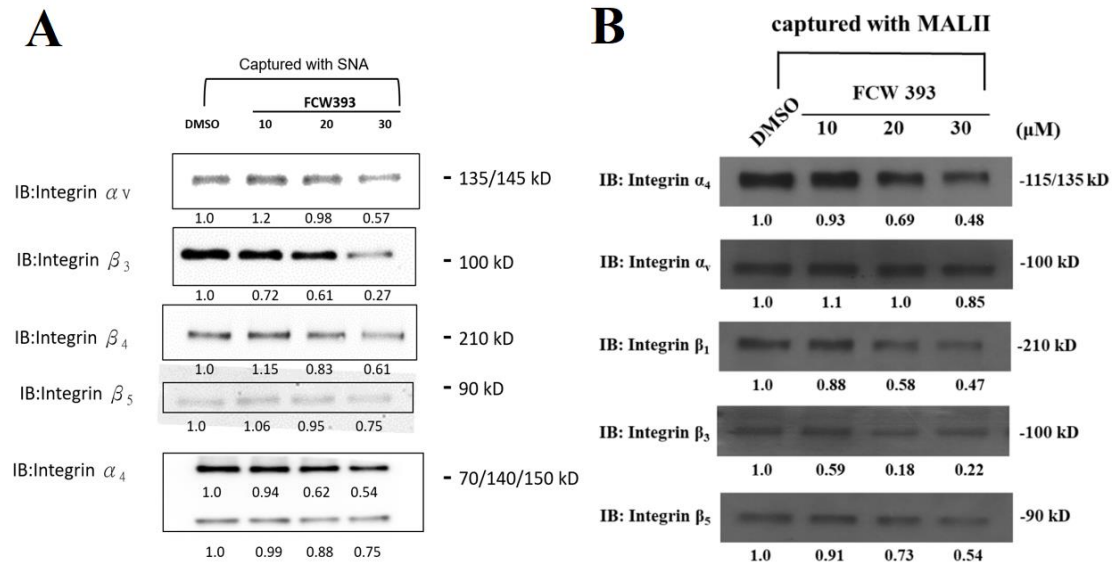 A
Captured with SNA
FCW393
DMSO 10 20 30
IB:Integrin αv
- 135/145 kD
1.0 1.2 0.98 0.57
IB:Integrin β3
- 100 kD
1.0 0.72 0.61 0.27
IB:Integrin β4
- 210 kD
1.0 1.15 0.83 0.61
IB:Integrin β5
- 90 kD
1.0 1.06 0.95 0.75
IB:Integrin α4
- 70/140/150 kD
1.0 0.94 0.62 0.54
1.0 0.99 0.88 0.75
B
captured with MALII
FCW 393
DMSO 10 20 30 (μM)
IB: Integrin α4
-115/135 kD
1.0 0.93 0.69 0.48
IB: Integrin αv
-100 kD
1.0 1.1 1.0 0.85
IB: Integrin β1
-210 kD
1.0 0.88 0.58 0.47
IB: Integrin β3
-100 kD
1.0 0.59 0.18 0.22
IB: Integrin β5
-90 kD
1.0 0.91 0.73 0.54